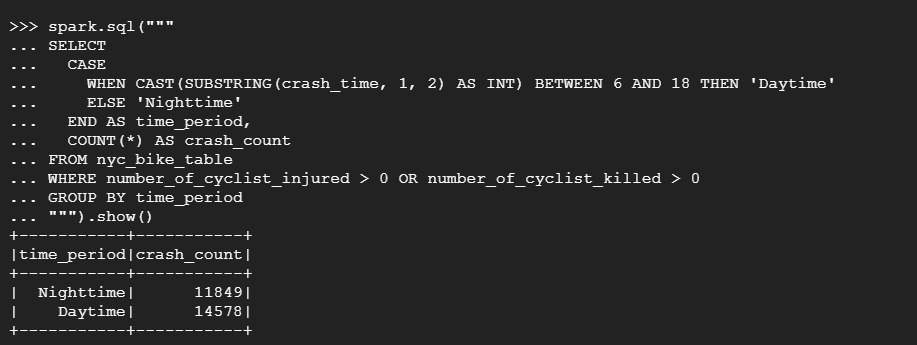 >>> spark.sql("""
... SELECT
...   CASE
...     WHEN CAST(SUBSTRING(crash_time, 1, 2) AS INT) BETWEEN 6 AND 18 THEN 'Daytime'
...     ELSE 'Nighttime'
...   END AS time_period,
...   COUNT(*) AS crash_count
... FROM nyc_bike_table
... WHERE number_of_cyclist_injured > 0 OR number_of_cyclist_killed > 0
... GROUP BY time_period
... """).show()
+-----------+-----------+
|time_period|crash_count|
+-----------+-----------+
|  Nighttime|      11849|
|    Daytime|      14578|
+-----------+-----------+